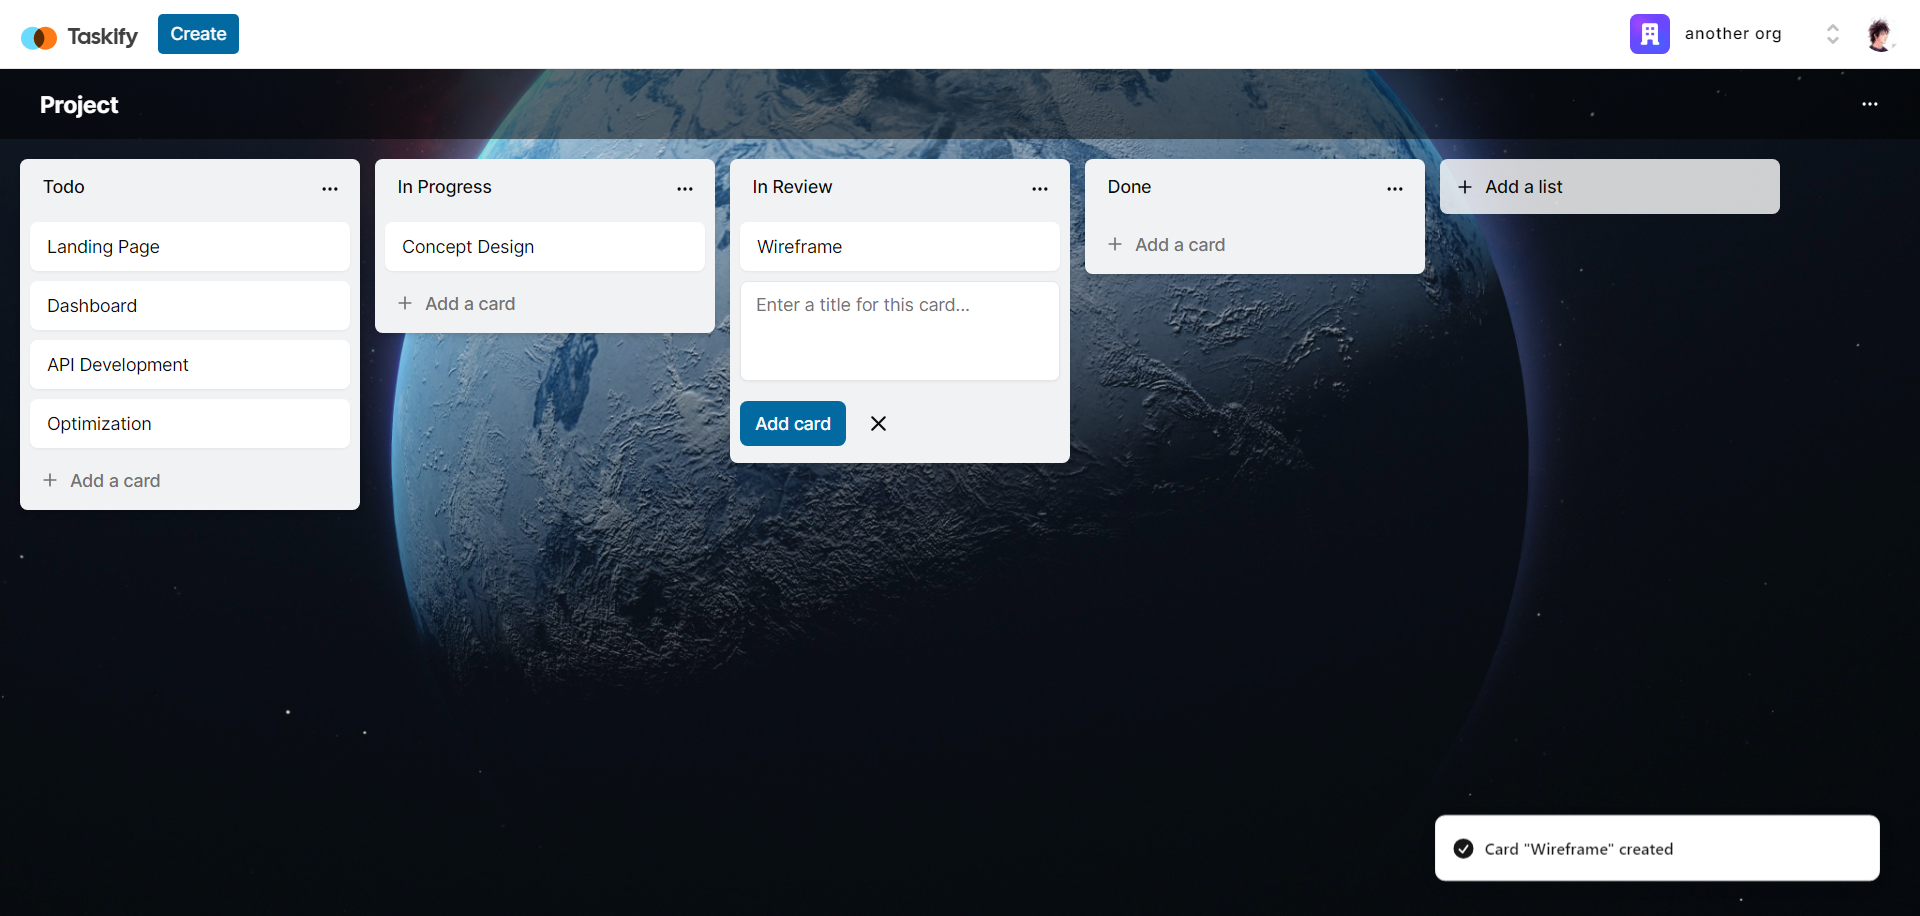 Taskify
Create
another org
Project
Todo
Landing Page
Dashboard
API Development
Optimization
Add a card
In Progress
Concept Design
Add a card
In Review
Wireframe
Enter a title for this card...
Add card
Done
Add a card
Add a list
Card "Wireframe" created